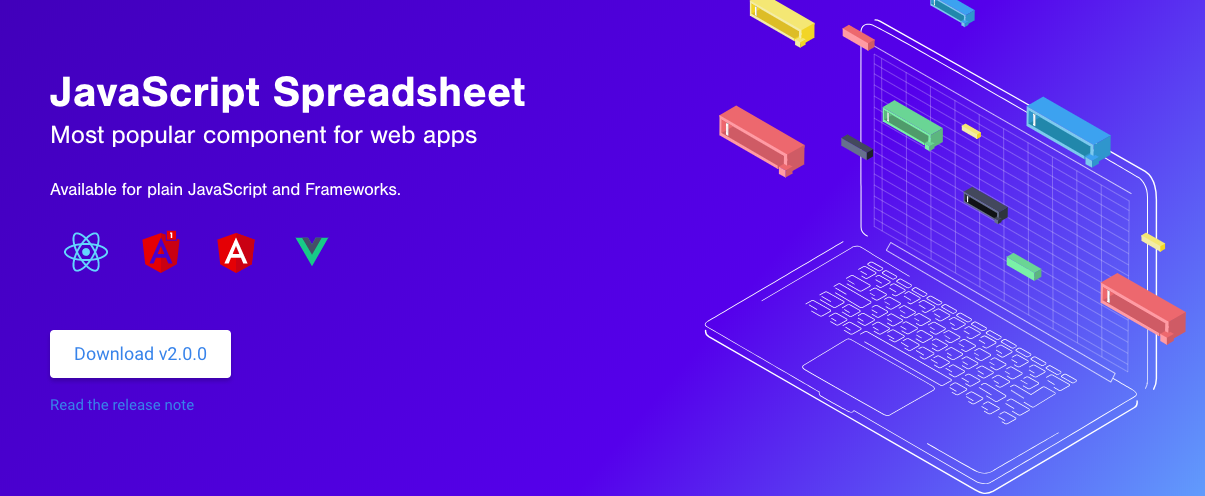 JavaScript Spreadsheet
Most popular component for web apps
Available for plain JavaScript and Frameworks.
1
A
A
Download v2.0.0
Read the release note